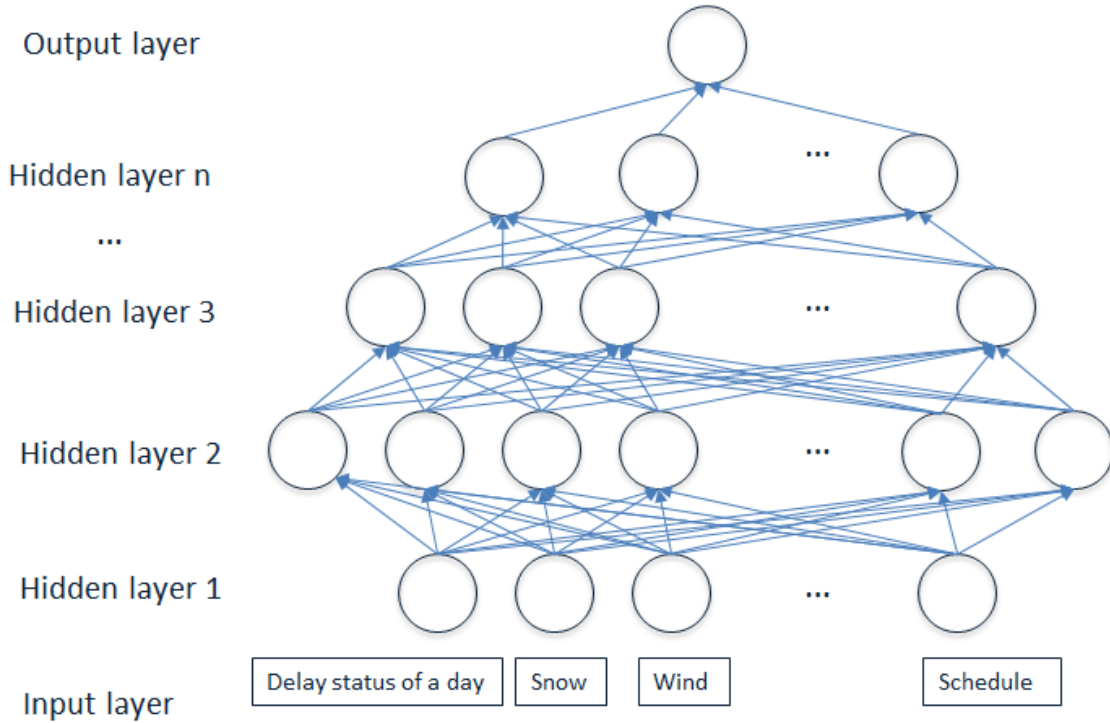 Output layer
Hidden layer n
...
...
Hidden layer 3
...
Hidden layer 2
...
Hidden layer 1
...
Delay status of a day
Snow
Wind
Schedule
Input layer